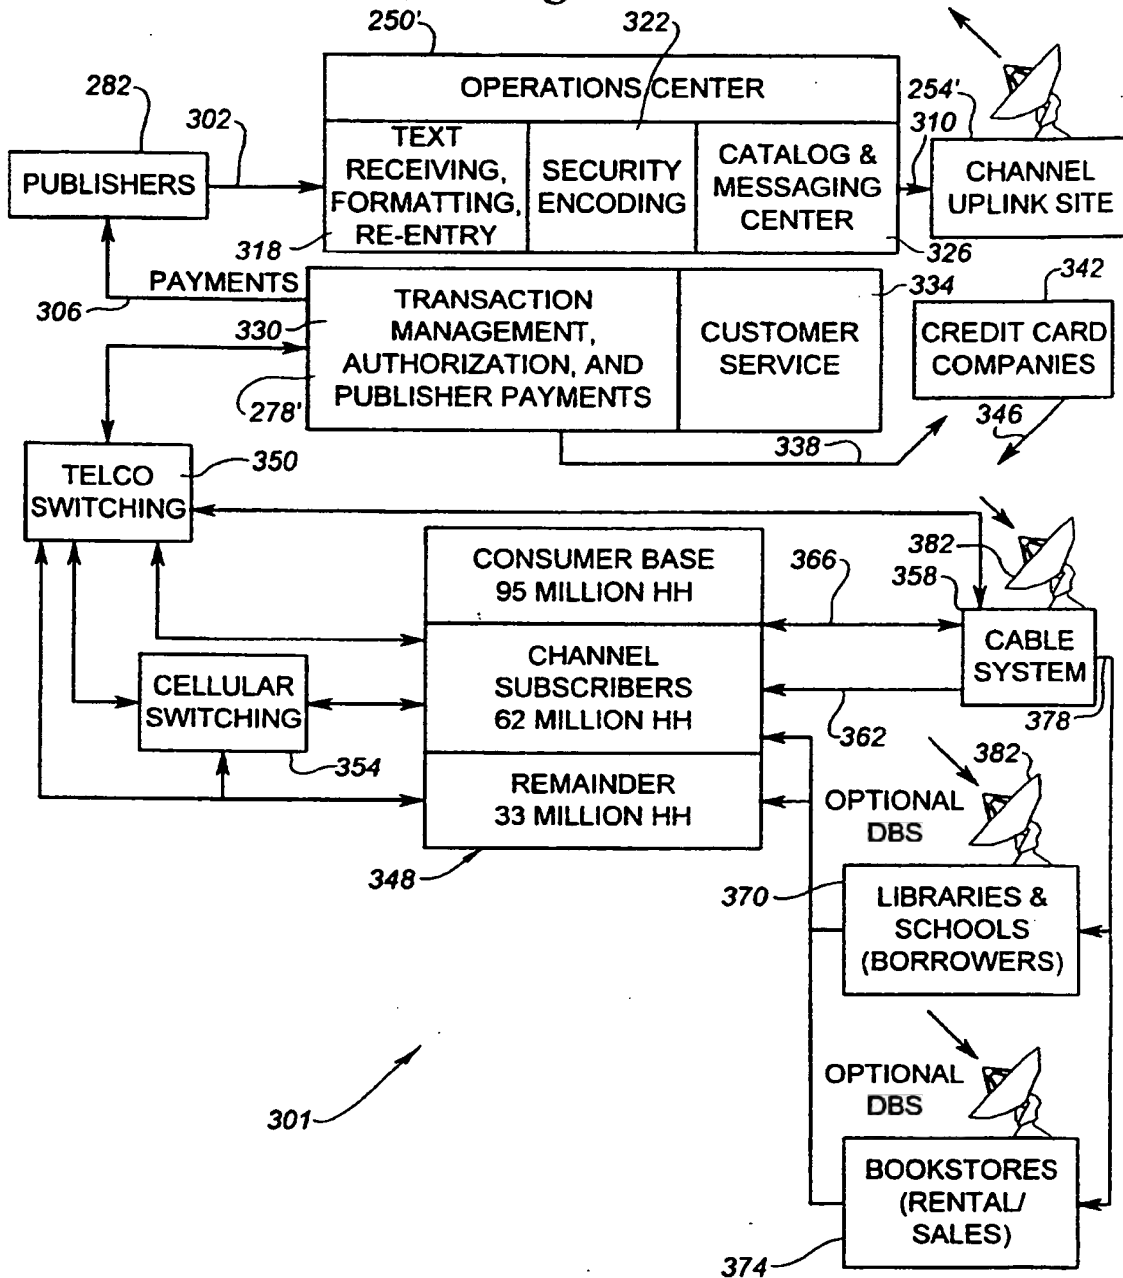 250'
322
282
302
OPERATIONS CENTER
254'
310
PUBLISHERS
TEXT
RECEIVING,
FORMATTING,
RE-ENTRY
318
SECURITY
ENCODING
CATALOG &
MESSAGING
CENTER
326
CHANNEL
UPLINK SITE
PAYMENTS
306
330
TRANSACTION
MANAGEMENT,
AUTHORIZATION, AND
PUBLISHER PAYMENTS
278'
334
CUSTOMER
SERVICE
342
CREDIT CARD
COMPANIES
346
338
350
TELCO
SWITCHING
CONSUMER BASE
95 MILLION HH
366
382
358
CABLE
SYSTEM
378
CHANNEL
SUBSCRIBERS
62 MILLION HH
362
CELLULAR
SWITCHING
354
REMAINDER
33 MILLION HH
348
382
OPTIONAL
DBS
370
LIBRARIES &
SCHOOLS
(BORROWERS)
301
OPTIONAL
DBS
BOOKSTORES
(RENTAL/
SALES)
374